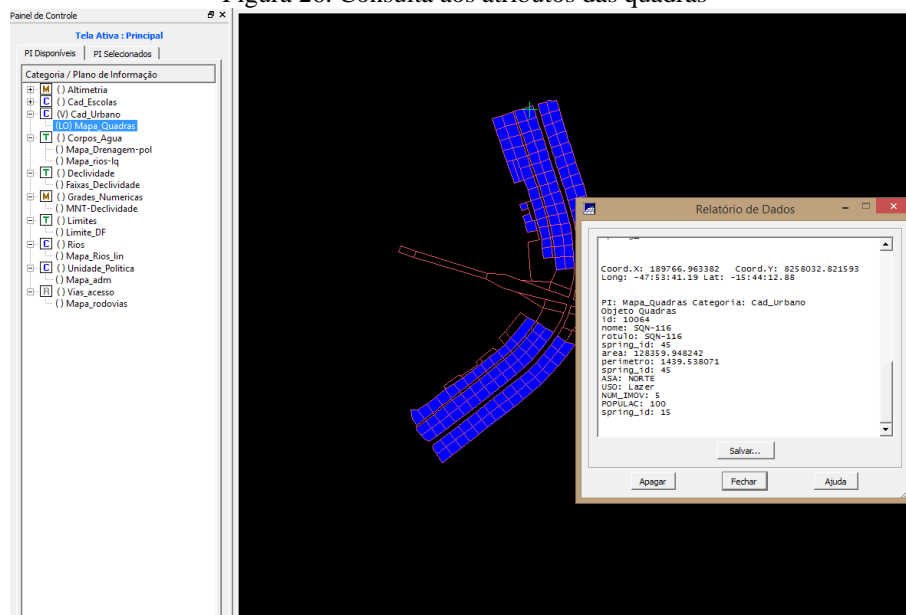 Figura 26. Consulta aos atributos das quadras
Painel de Controle
Tela Ativa : Principal
PI Disponíveis
PI Selecionados
Categoria / Plano de Informação
M () Altimetria
C () Cad_Escolas
C (V) Cad_Urbano
(LO) Mapa_Quadras
T () Corpos_Agua
() Mapa_Drenagem-pol
() Mapa_rios-lq
T () Declividade
() Faixas_Declividade
M () Grades_Numericas
() MNT-Declividade
T () Limites
() Limite_DF
C () Rios
() Mapa_Rios_lin
C () Unidade_Politica
() Mapa_adm
R () Vias_acesso
() Mapa_rodovias
Relatório de Dados
Coord.X: 189766.963382 Coord.Y: 8258032.821593
Long: -47:53:41.19 Lat: -15:44:12.88
PI: Mapa_Quadras Categoria: Cad_Urbano
Objeto Quadras
id: 10064
nome: SQN-116
rotulo: SQN-116
spring_id: 45
area: 128359.948242
perimetro: 1439.538071
spring_id: 45
ASA: NORTE
USO: Lazer
NUM_IMOV: 5
POPULAC: 100
spring_id: 15
Salvar...
Apagar
Fechar
Ajuda